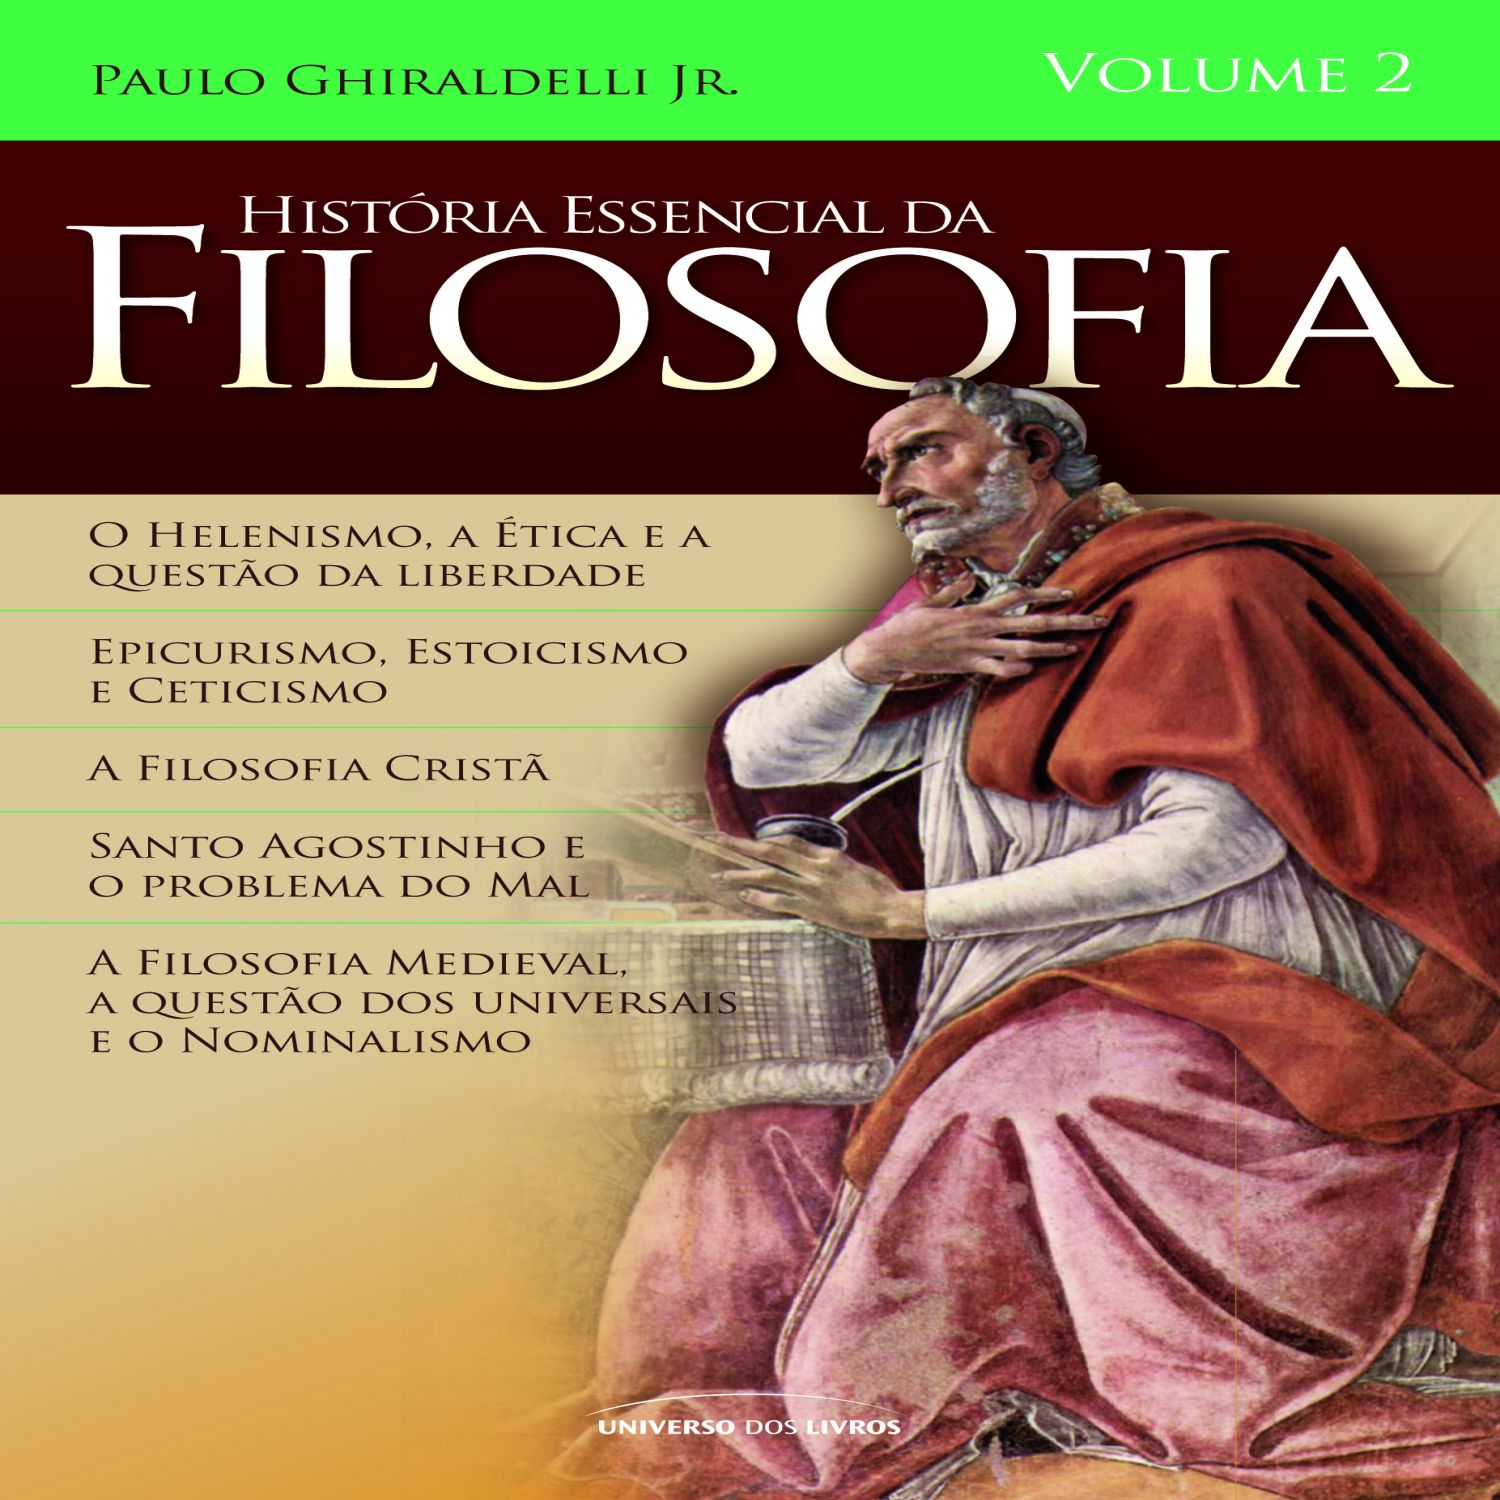 Paulo Ghiraldelli Jr.
Volume 2
História Essencial da
Filosofia
O Helenismo, a Ética e a
questão da liberdade
Epicurismo, Estoicismo
e Ceticismo
A Filosofia Cristã
Santo Agostinho e
o problema do Mal
A Filosofia Medieval,
a questão dos universais
e o Nominalismo
UNIVERSO DOS LIVROS